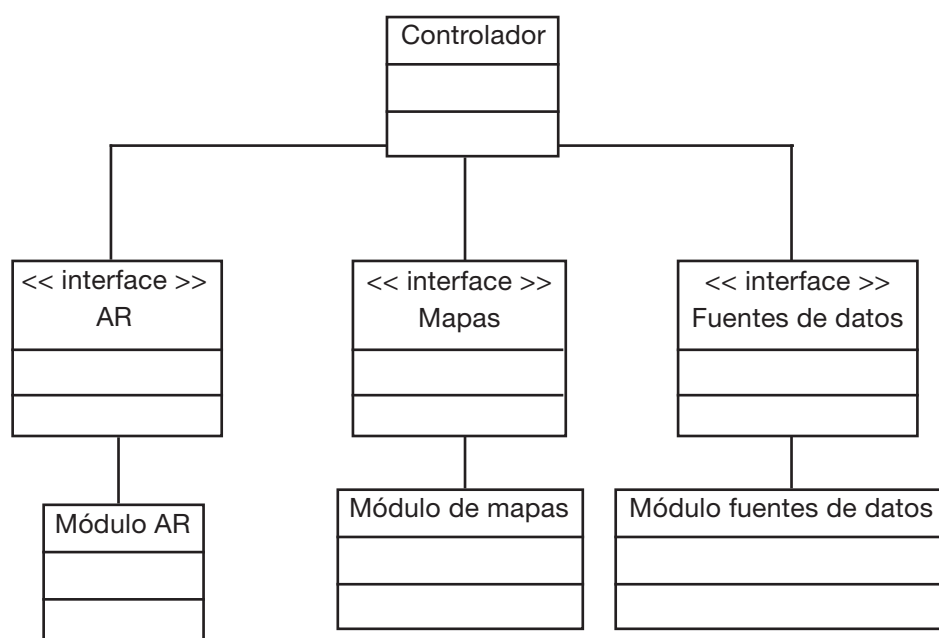 Controlador
<< interface >>
AR
<< interface >>
Mapas
<< interface >>
Fuentes de datos
Módulo AR
Módulo de mapas
Módulo fuentes de datos